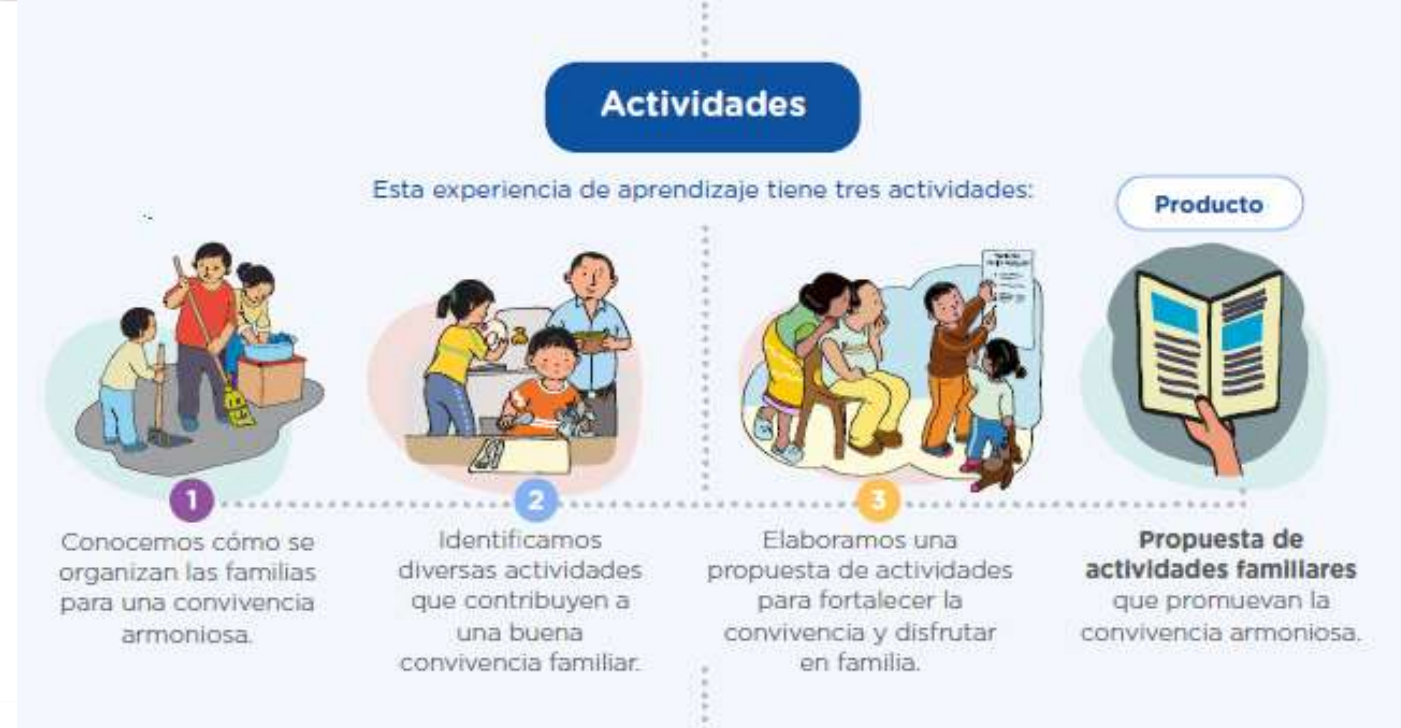 Actividades
Esta experiencia de aprendizaje tiene tres actividades:
Producto
1
Conocemos cómo se
organizan las familias
para una convivencia
armoniosa.
2
Identificamos
diversas actividades
que contribuyen a
una buena
convivencia familiar.
3
Elaboramos una
propuesta de actividades
para fortalecer la
convivencia y disfrutar
en familia.
Propuesta de
actividades familiares
que promuevan la
convivencia armoniosa.